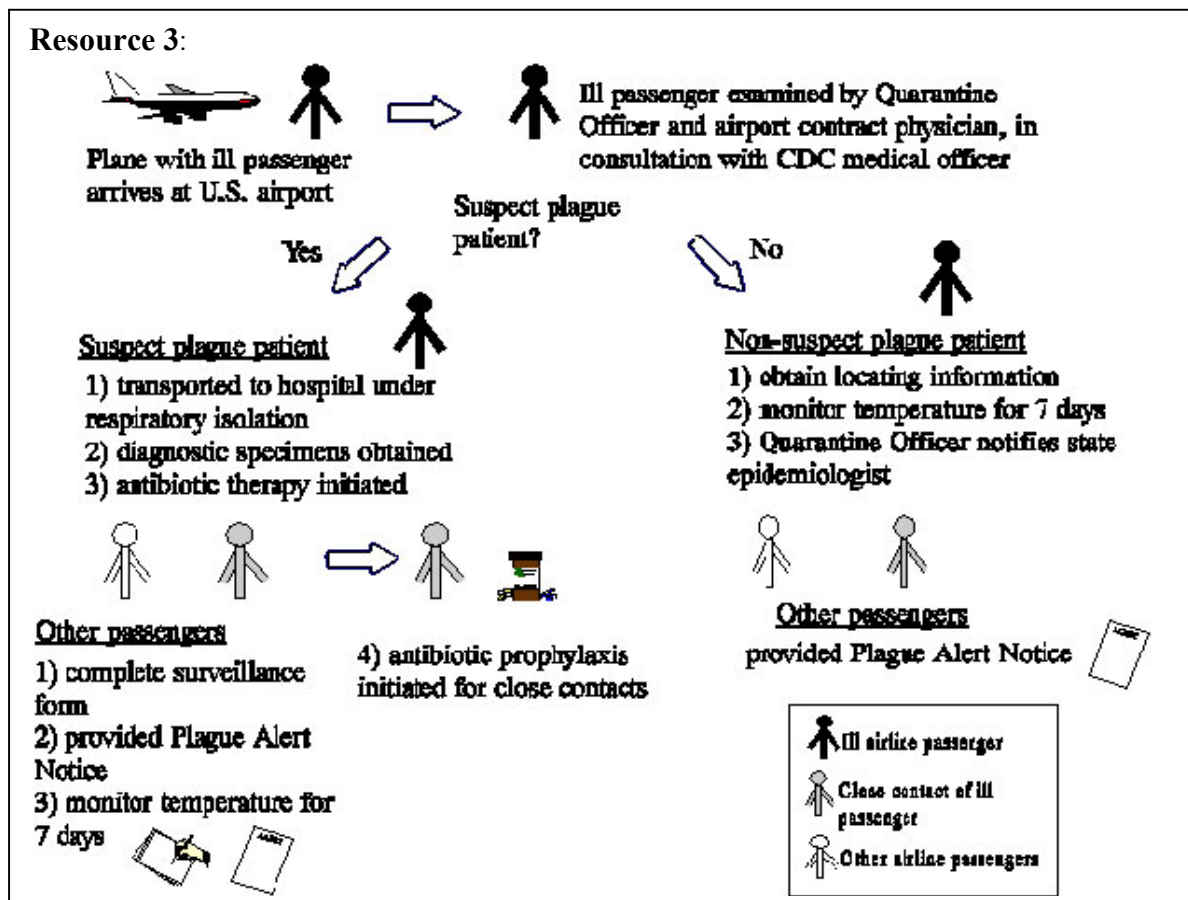 Resource 3:
Plane with ill passenger
arrives at U.S. airport
Ill passenger examined by Quarantine
Officer and airport contract physician, in
consultation with CDC medical officer
Suspect plague
patient?
Yes
No
Suspect plague patient
1) transported to hospital under
respiratory isolation
2) diagnostic specimens obtained
3) antibiotic therapy initiated
Non-suspect plague patient
1) obtain locating information
2) monitor temperature for 7 days
3) Quarantine Officer notifies state
epidemiologist
Other passengers
1) complete surveillance
form
2) provided Plague Alert
Notice
3) monitor temperature for
7 days
4) antibiotic prophylaxis
initiated for close contacts
Other passengers
provided Plague Alert Notice
Ill airline passenger
Close contact of ill
passenger
Other airline passengers